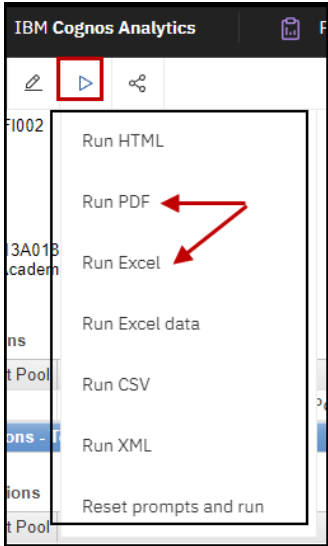 IBM Cognos Analytics
FI002
Run HTML
Run PDF
13A01
Academ
Run Excel
Run Excel data
ns
t Pool
Run CSV
ons - T
Run XML
ions
Reset prompts and run
t Pool